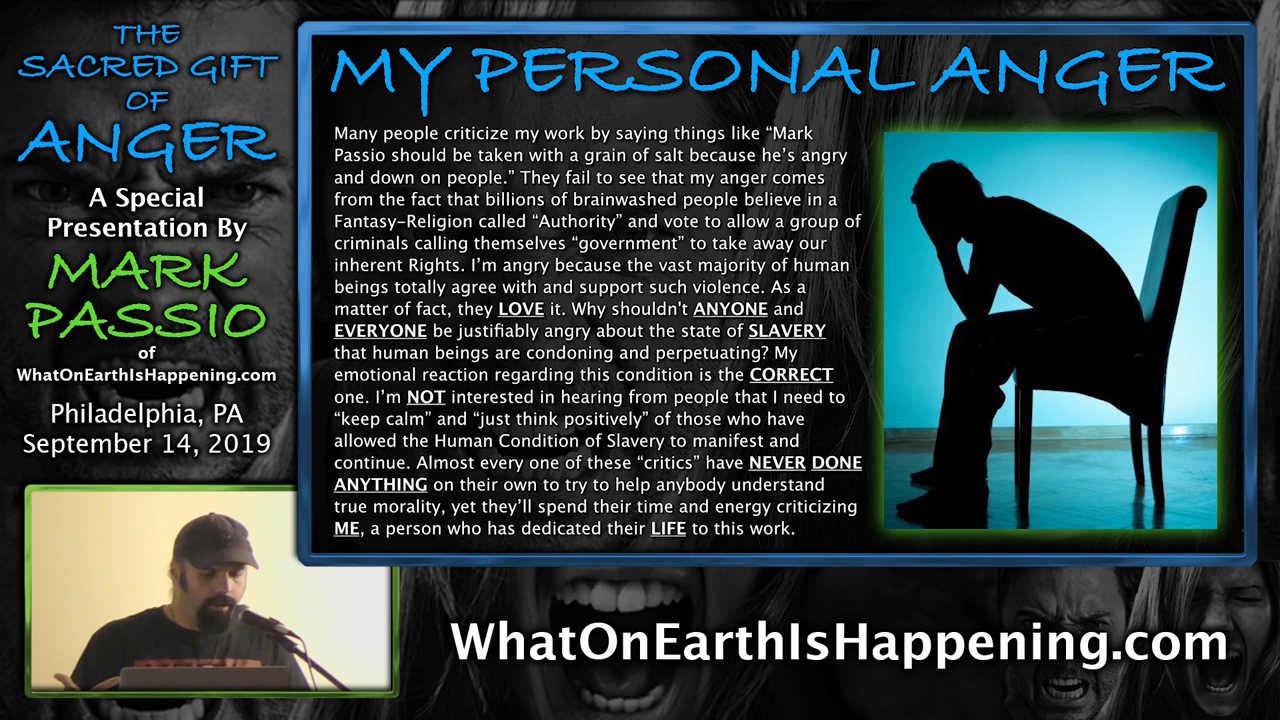 THE
SACRED GIFT
OF
ANGER
A Special
Presentation By
MARK
PASSIO
of
WhatOnEarthIsHappening.com
Philadelphia, PA
September 14, 2019
MY PERSONAL ANGER
Many people criticize my work by saying things like “Mark
Passio should be taken with a grain of salt because he’s angry
and down on people.” They fail to see that my anger comes
from the fact that billions of brainwashed people believe in a
Fantasy-Religion called “Authority” and vote to allow a group of
criminals calling themselves “government” to take away our
inherent Rights. I’m angry because the vast majority of human
beings totally agree with and support such violence. As a
matter of fact, they LOVE it. Why shouldn't ANYONE and
EVERYONE be justifiably angry about the state of SLAVERY
that human beings are condoning and perpetuating? My
emotional reaction regarding this condition is the CORRECT
one. I’m NOT interested in hearing from people that I need to
“keep calm” and “just think positively” of those who have
allowed the Human Condition of Slavery to manifest and
continue. Almost every one of these “critics” have NEVER DONE
ANYTHING on their own to try to help anybody understand
true morality, yet they’ll spend their time and energy criticizing
ME, a person who has dedicated their LIFE to this work.
WhatOnEarthIsHappening.com